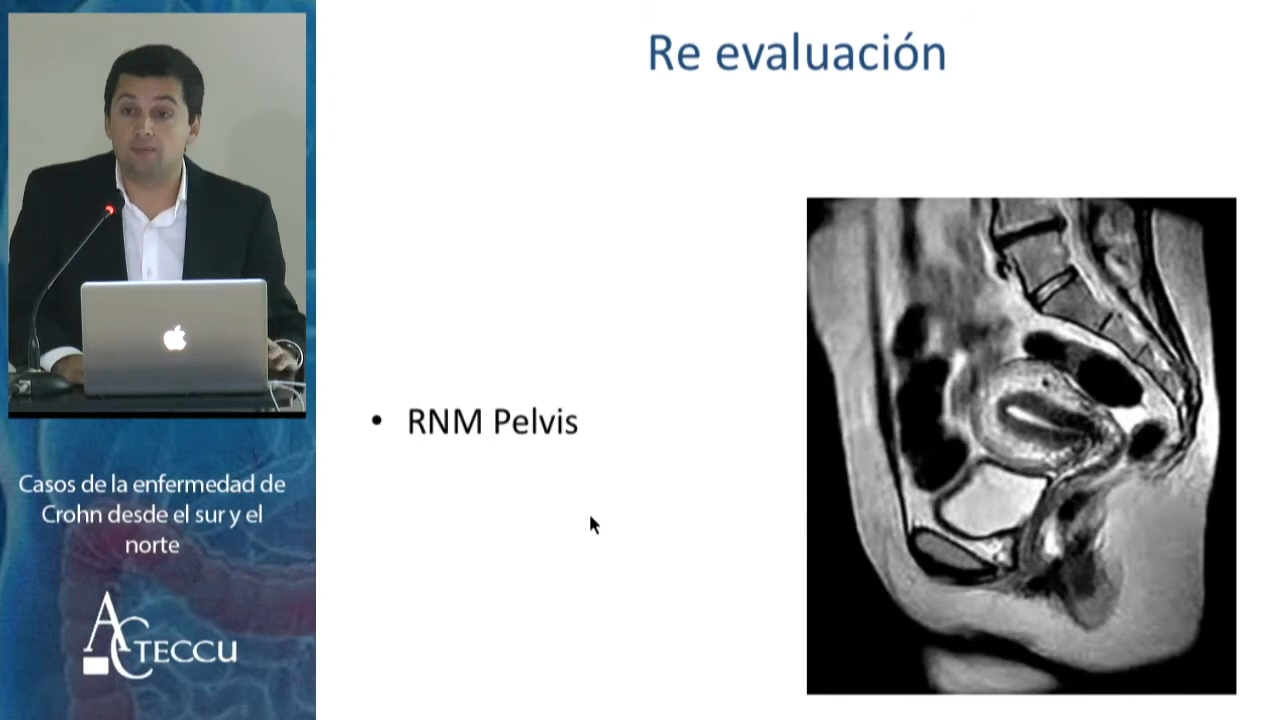 Re evaluación
• RNM Pelvis
Casos de la enfermedad de
Crohn desde el sur y el
norte
ACTECCU